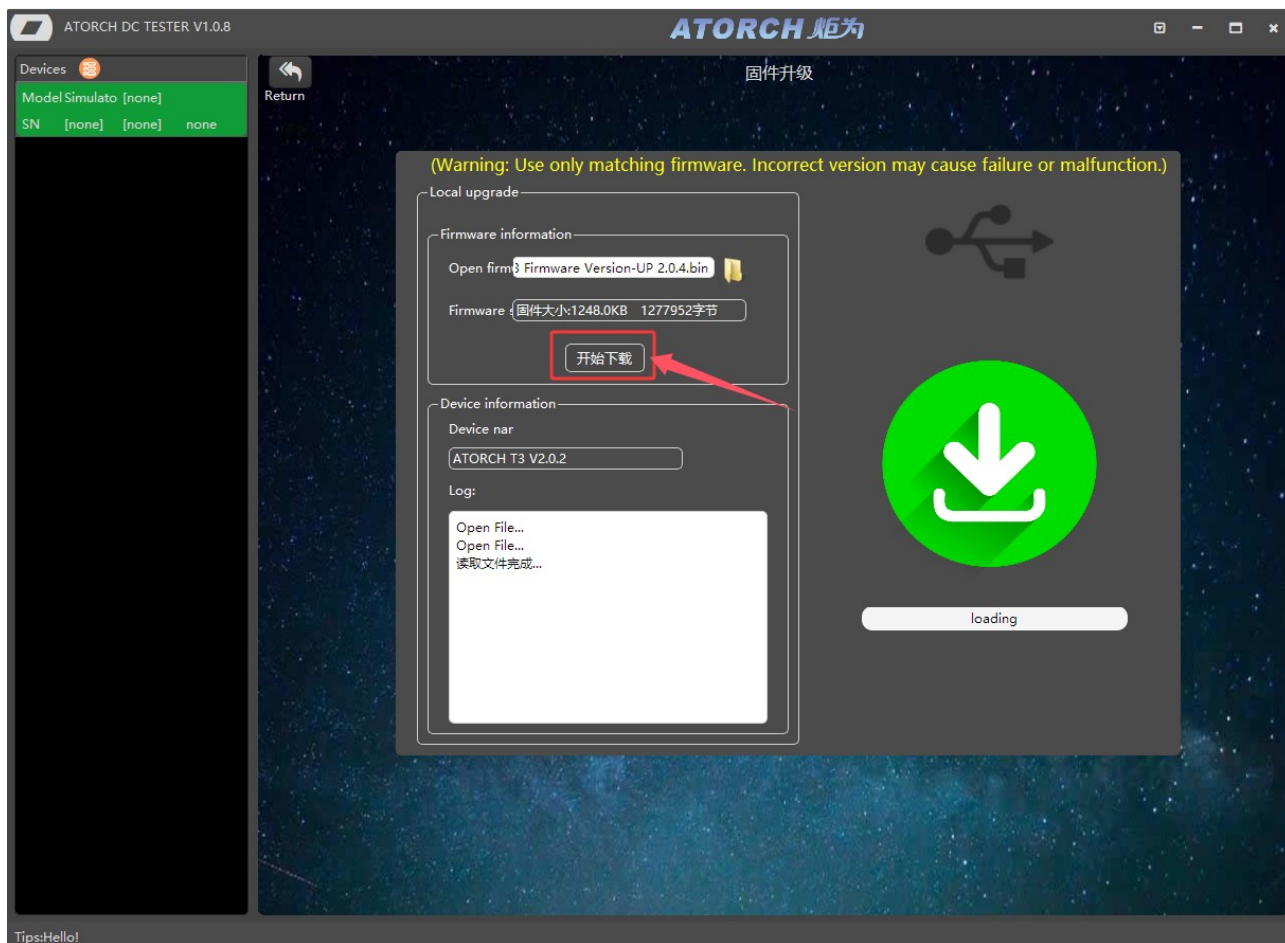 ATORCH DC TESTER V1.0.8
ATORCH 炬为
Devices
Model Simulato [none]
SN [none] [none] none
Return
固件升级
(Warning: Use only matching firmware. Incorrect version may cause failure or malfunction.)
Local upgrade
Firmware information
Open firmw 3 Firmware Version-UP 2.0.4.bin
Firmware s 固件大小:1248.0KB 1277952字节
开始下载
Device information
Device nar
ATORCH T3 V2.0.2
Log:
Open File...
Open File...
读取文件完成...
loading
Tips:Hello!